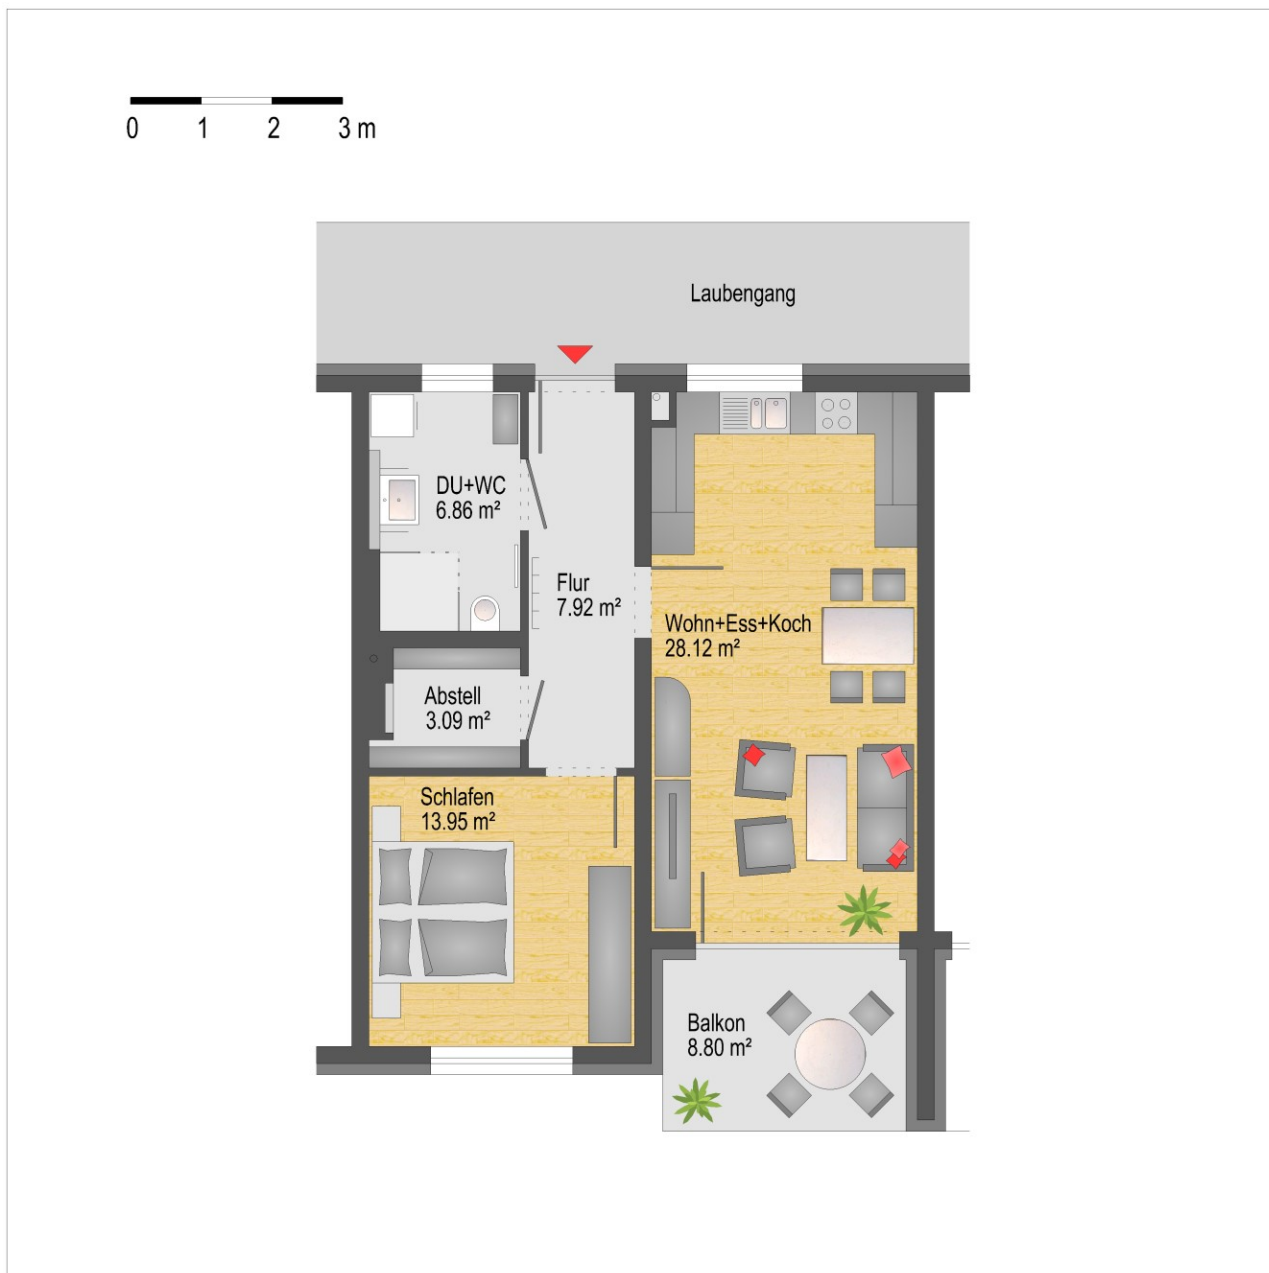 0 1 2 3 m
Laubengang
DU+WC
6.86 m²
Flur
7.92 m²
Wohn+Ess+Koch
28.12 m²
Abstell
3.09 m²
Schlafen
13.95 m²
Balkon
8.80 m²